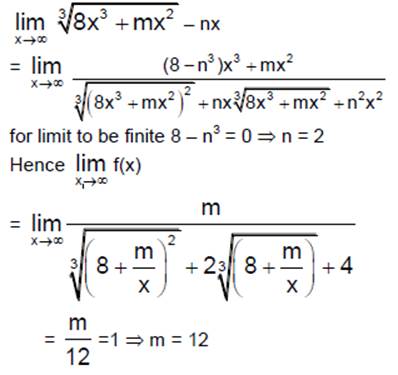 lim x→∞ ∛(8x³ + mx²) – nx
= lim x→∞ ((8 – n³)x³ + mx²) / (∛((8x³ + mx²)²) + nx∛(8x³ + mx²) + n²x²)
for limit to be finite 8 – n³ = 0 ⇒ n = 2
Hence lim x₁→∞ f(x)
= lim x→∞ m / (∛((8 + m/x)²) + 2∛((8 + m/x)) + 4)
= m/12 =1 ⇒ m = 12